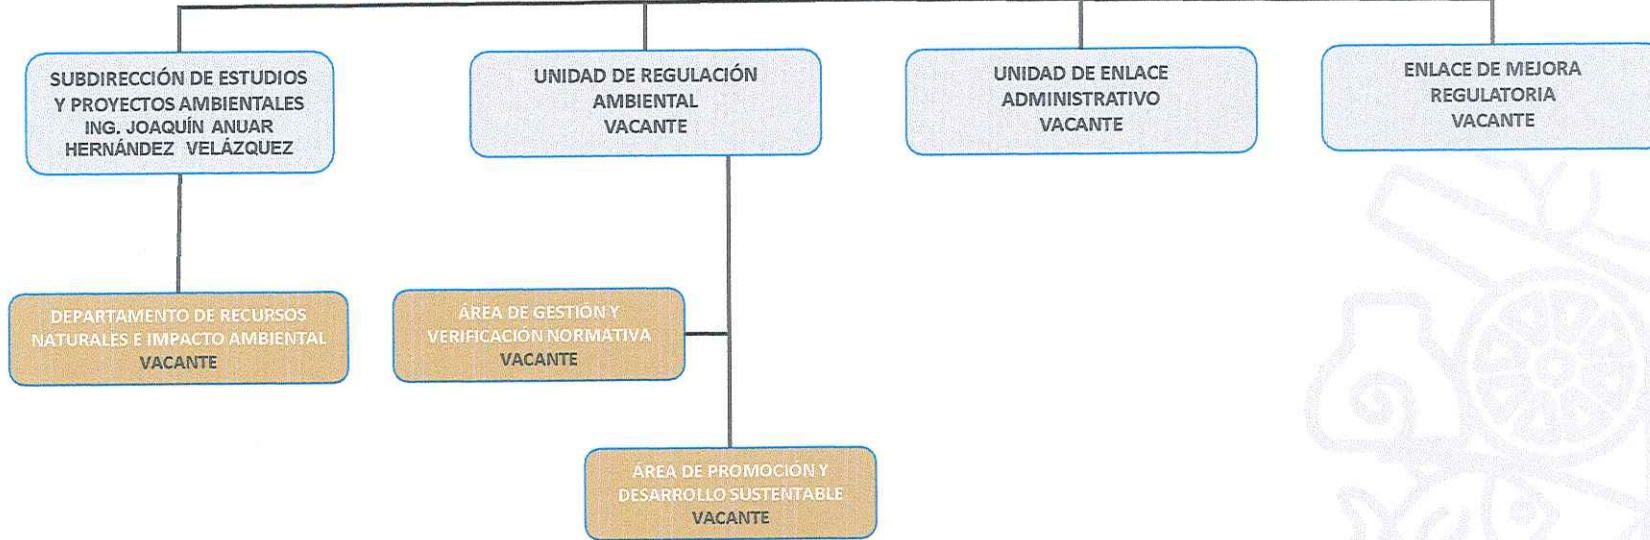 SUBDIRECCIÓN DE ESTUDIOS
Y PROYECTOS AMBIENTALES
ING. JOAQUÍN ANUAR
HERNÁNDEZ VELÁZQUEZ
UNIDAD DE REGULACIÓN
AMBIENTAL
VACANTE
UNIDAD DE ENLACE
ADMINISTRATIVO
VACANTE
ENLACE DE MEJORA
REGULATORIA
VACANTE
DEPARTAMENTO DE RECURSOS
NATURALES E IMPACTO AMBIENTAL
VACANTE
ÁREA DE GESTIÓN Y
VERIFICACIÓN NORMATIVA
VACANTE
ÁREA DE PROMOCIÓN Y
DESARROLLO SUSTENTABLE
VACANTE